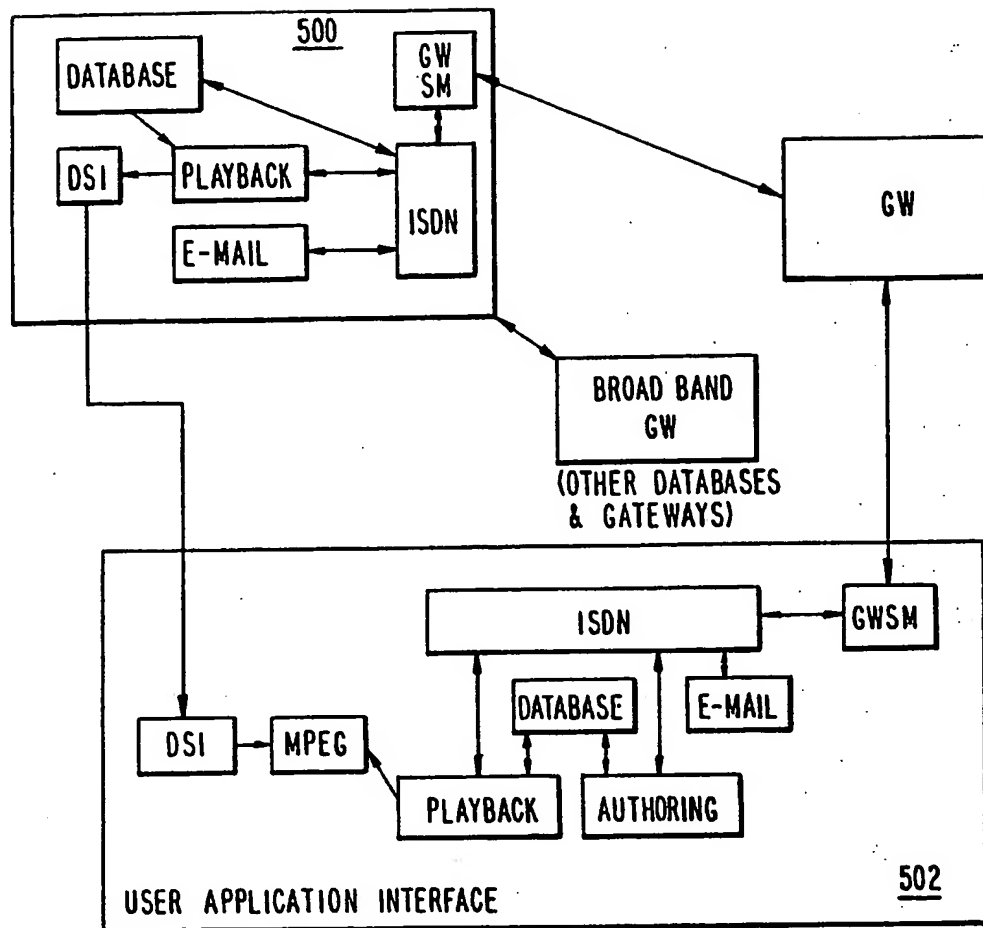 500
DATABASE
GW
SM
DSI
PLAYBACK
ISDN
E-MAIL
GW
BROAD BAND
GW
(OTHER DATABASES
& GATEWAYS)
ISDN
GWSM
DATABASE
E-MAIL
DSI
MPEG
PLAYBACK
AUTHORING
502
USER APPLICATION INTERFACE